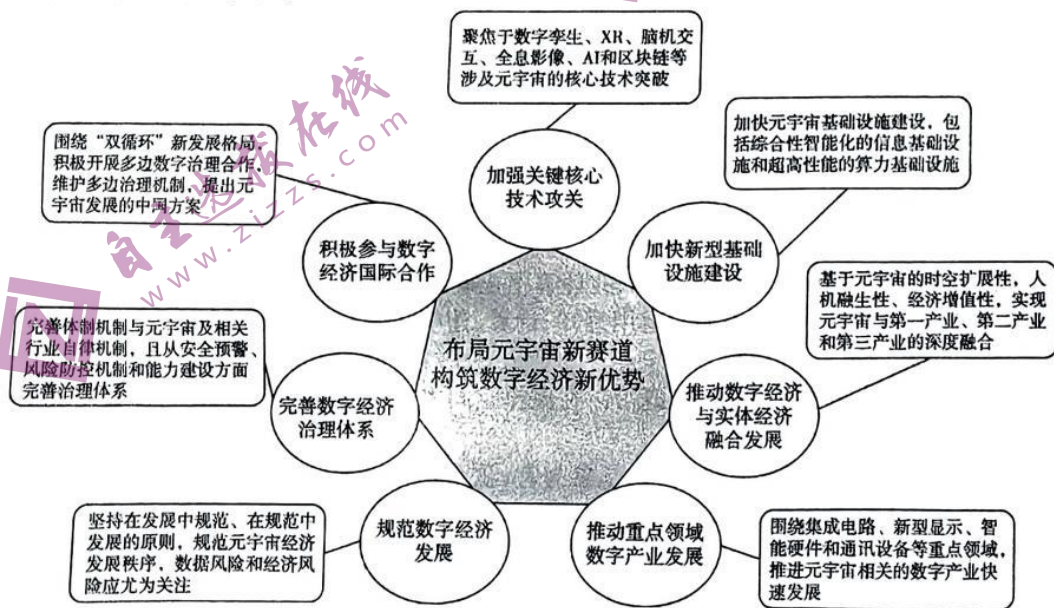 聚焦于数字孪生、XR、脑机交
互、全息影像、AI和区块链等
涉及元宇宙的核心技术突破
加强关键核心
技术攻关
加快元宇宙基础设施建设，包
括综合性智能化的信息基础设
施和超高性能的算力基础设施
加快新型基础
设施建设
围绕“双循环”新发展格局，
积极开展多边数字治理合作，
维护多边治理机制，提出元
宇宙发展的中国方案
积极参与数字
经济国际合作
基于元宇宙的时空扩展性，人
机融生性、经济增值性，实现
元宇宙与第一产业、第二产业
和第三产业的深度融合
推动数字经济
与实体经济
融合发展
布局元宇宙新赛道
构筑数字经济新优势
完善体制机制与元宇宙及相关
行业自律机制，且从安全预警、
风险防控机制和能力建设方面
完善治理体系
完善数字经济
治理体系
坚持在发展中规范、在规范中
发展的原则，规范元宇宙经济
发展秩序，数据风险和经济风
险应尤为关注
规范数字经济
发展
推动重点领域
数字产业发展
围绕集成电路、新型显示、智
能硬件和通讯设备等重点领域，
推进元宇宙相关的数字产业快
速发展
自主选拔在线
www.zizzs.com